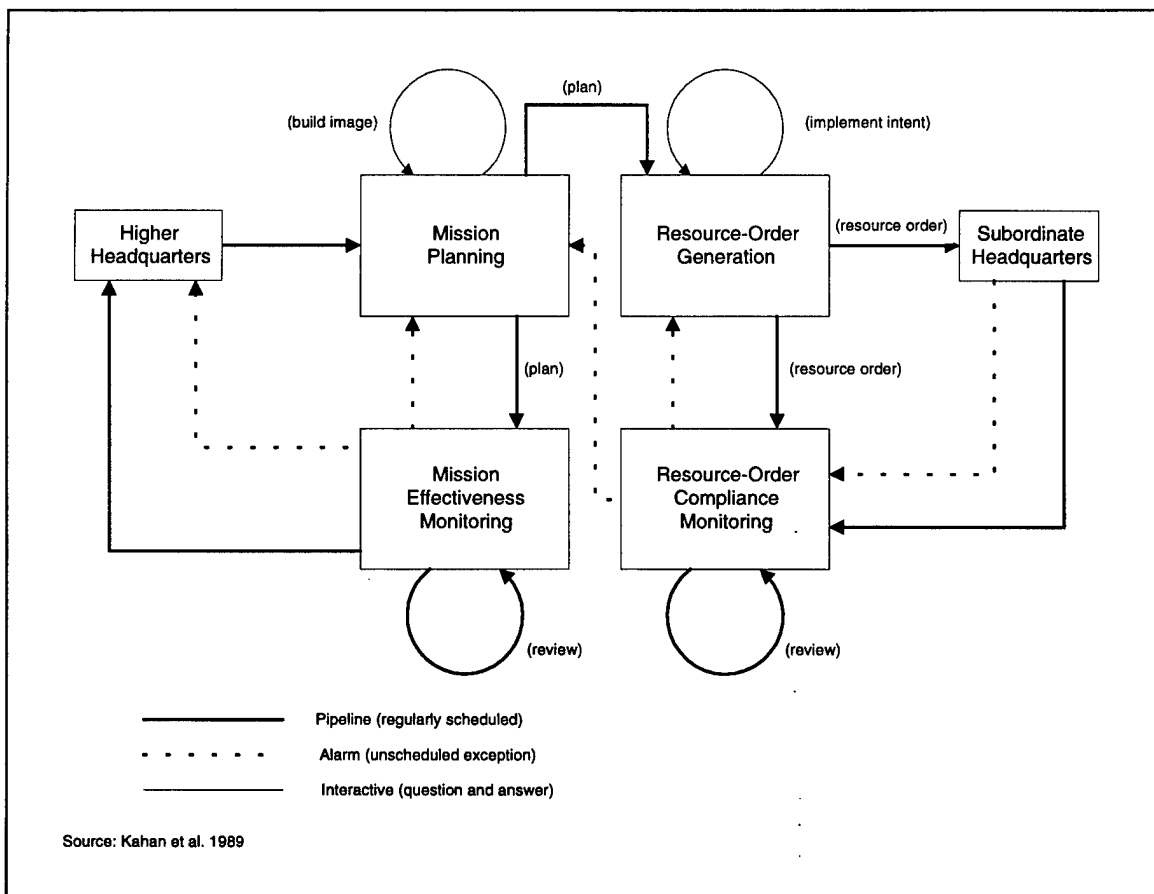 (plan)
(build image)
(implement intent)
Higher
Headquarters
Mission
Planning
Resource-Order
Generation
(resource order)
Subordinate
Headquarters
(plan)
(resource order)
Mission
Effectiveness
Monitoring
Resource-Order
Compliance
Monitoring
(review)
(review)
Pipeline (regularly scheduled)
Alarm (unscheduled exception)
Interactive (question and answer)
Source: Kahan et al. 1989